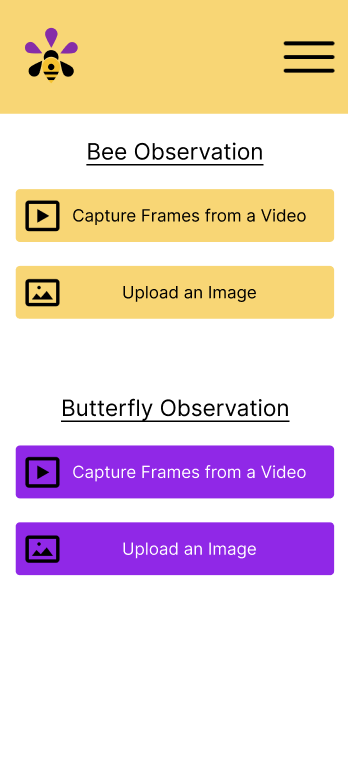 Bee Observation
Capture Frames from a Video
Upload an Image
Butterfly Observation
Capture Frames from a Video
Upload an Image